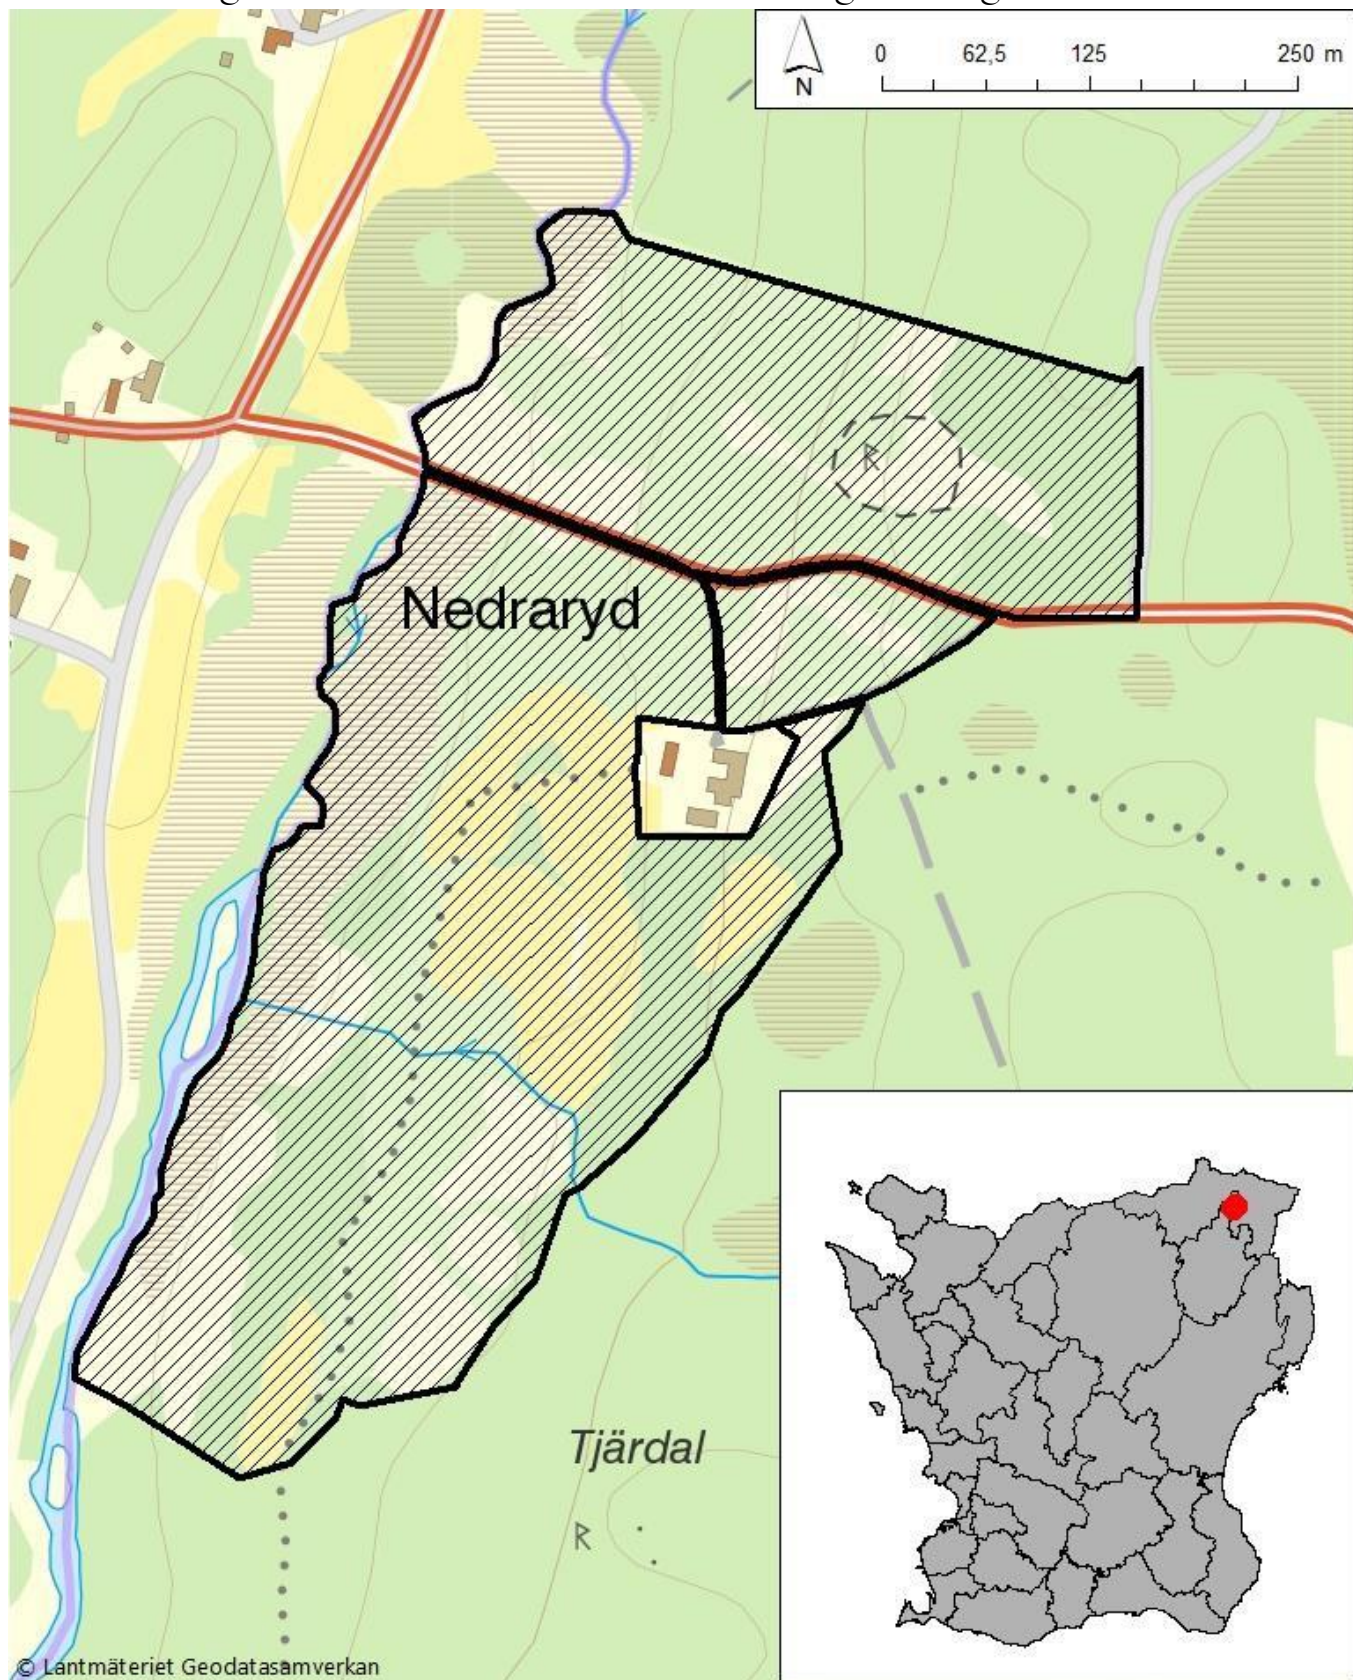 0 62,5 125 250 m
N
R
Nedraryd
Tjärdal
R
© Lantmäteriet Geodatasamverkan